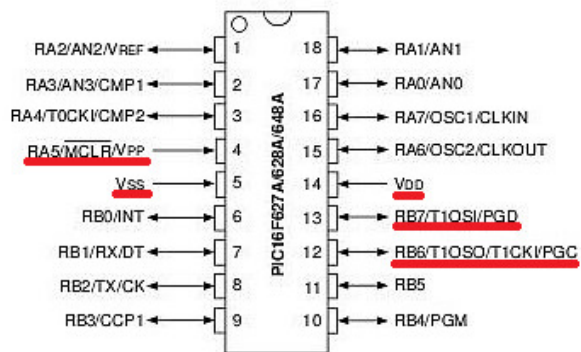 RA2/AN2/VREF 1 18 RA1/AN1
RA3/AN3/CMP1 2 17 RA0/AN0
RA4/T0CKI/CMP2 3 16 RA7/OSC1/CLKIN
RA5/MCLR/VPP 4 15 RA6/OSC2/CLKOUT
VSS 5 14 VDD
RB0/INT 6 13 RB7/T1OSI/PGD
RB1/RX/DT 7 12 RB6/T1OSO/T1CKI/PGC
RB2/TX/CK 8 11 RB5
RB3/CCP1 9 10 RB4/PGM
PIC16F627A/628A/648A